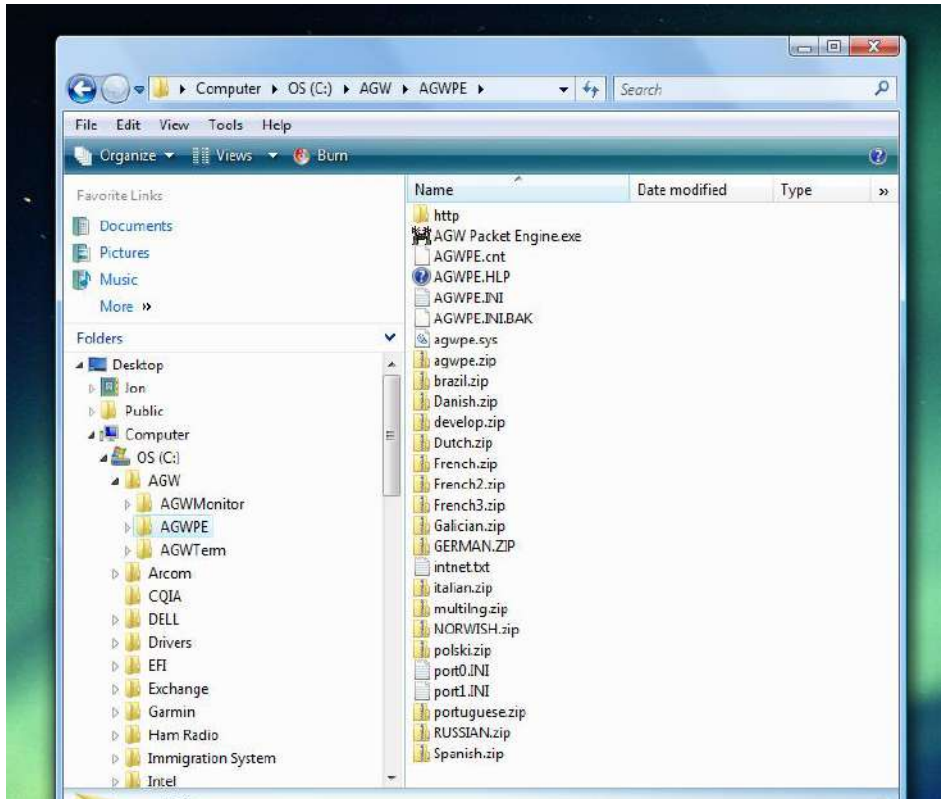 Computer ▸ OS (C:) ▸ AGW ▸ AGWPE ▸
Search
File Edit View Tools Help
Organize Views Burn
Favorite Links
Documents
Pictures
Music
More »
Folders
Desktop
Jon
Public
Computer
OS (C:)
AGW
AGWMonitor
AGWPE
AGWTerm
Arcom
CQIA
DELL
Drivers
EFI
Exchange
Garmin
Ham Radio
Immigration System
Intel
Name Date modified Type »
http
AGW Packet Engine.exe
AGWPE.cnt
AGWPE.HLP
AGWPE.INI
AGWPE.INI.BAK
agwpe.sys
agwpe.zip
brazil.zip
Danish.zip
develop.zip
Dutch.zip
French.zip
French2.zip
French3.zip
Galician.zip
GERMAN.ZIP
intnet.txt
italian.zip
multilng.zip
NORWISH.zip
polski.zip
port0.INI
port1.INI
portuguese.zip
RUSSIAN.zip
Spanish.zip